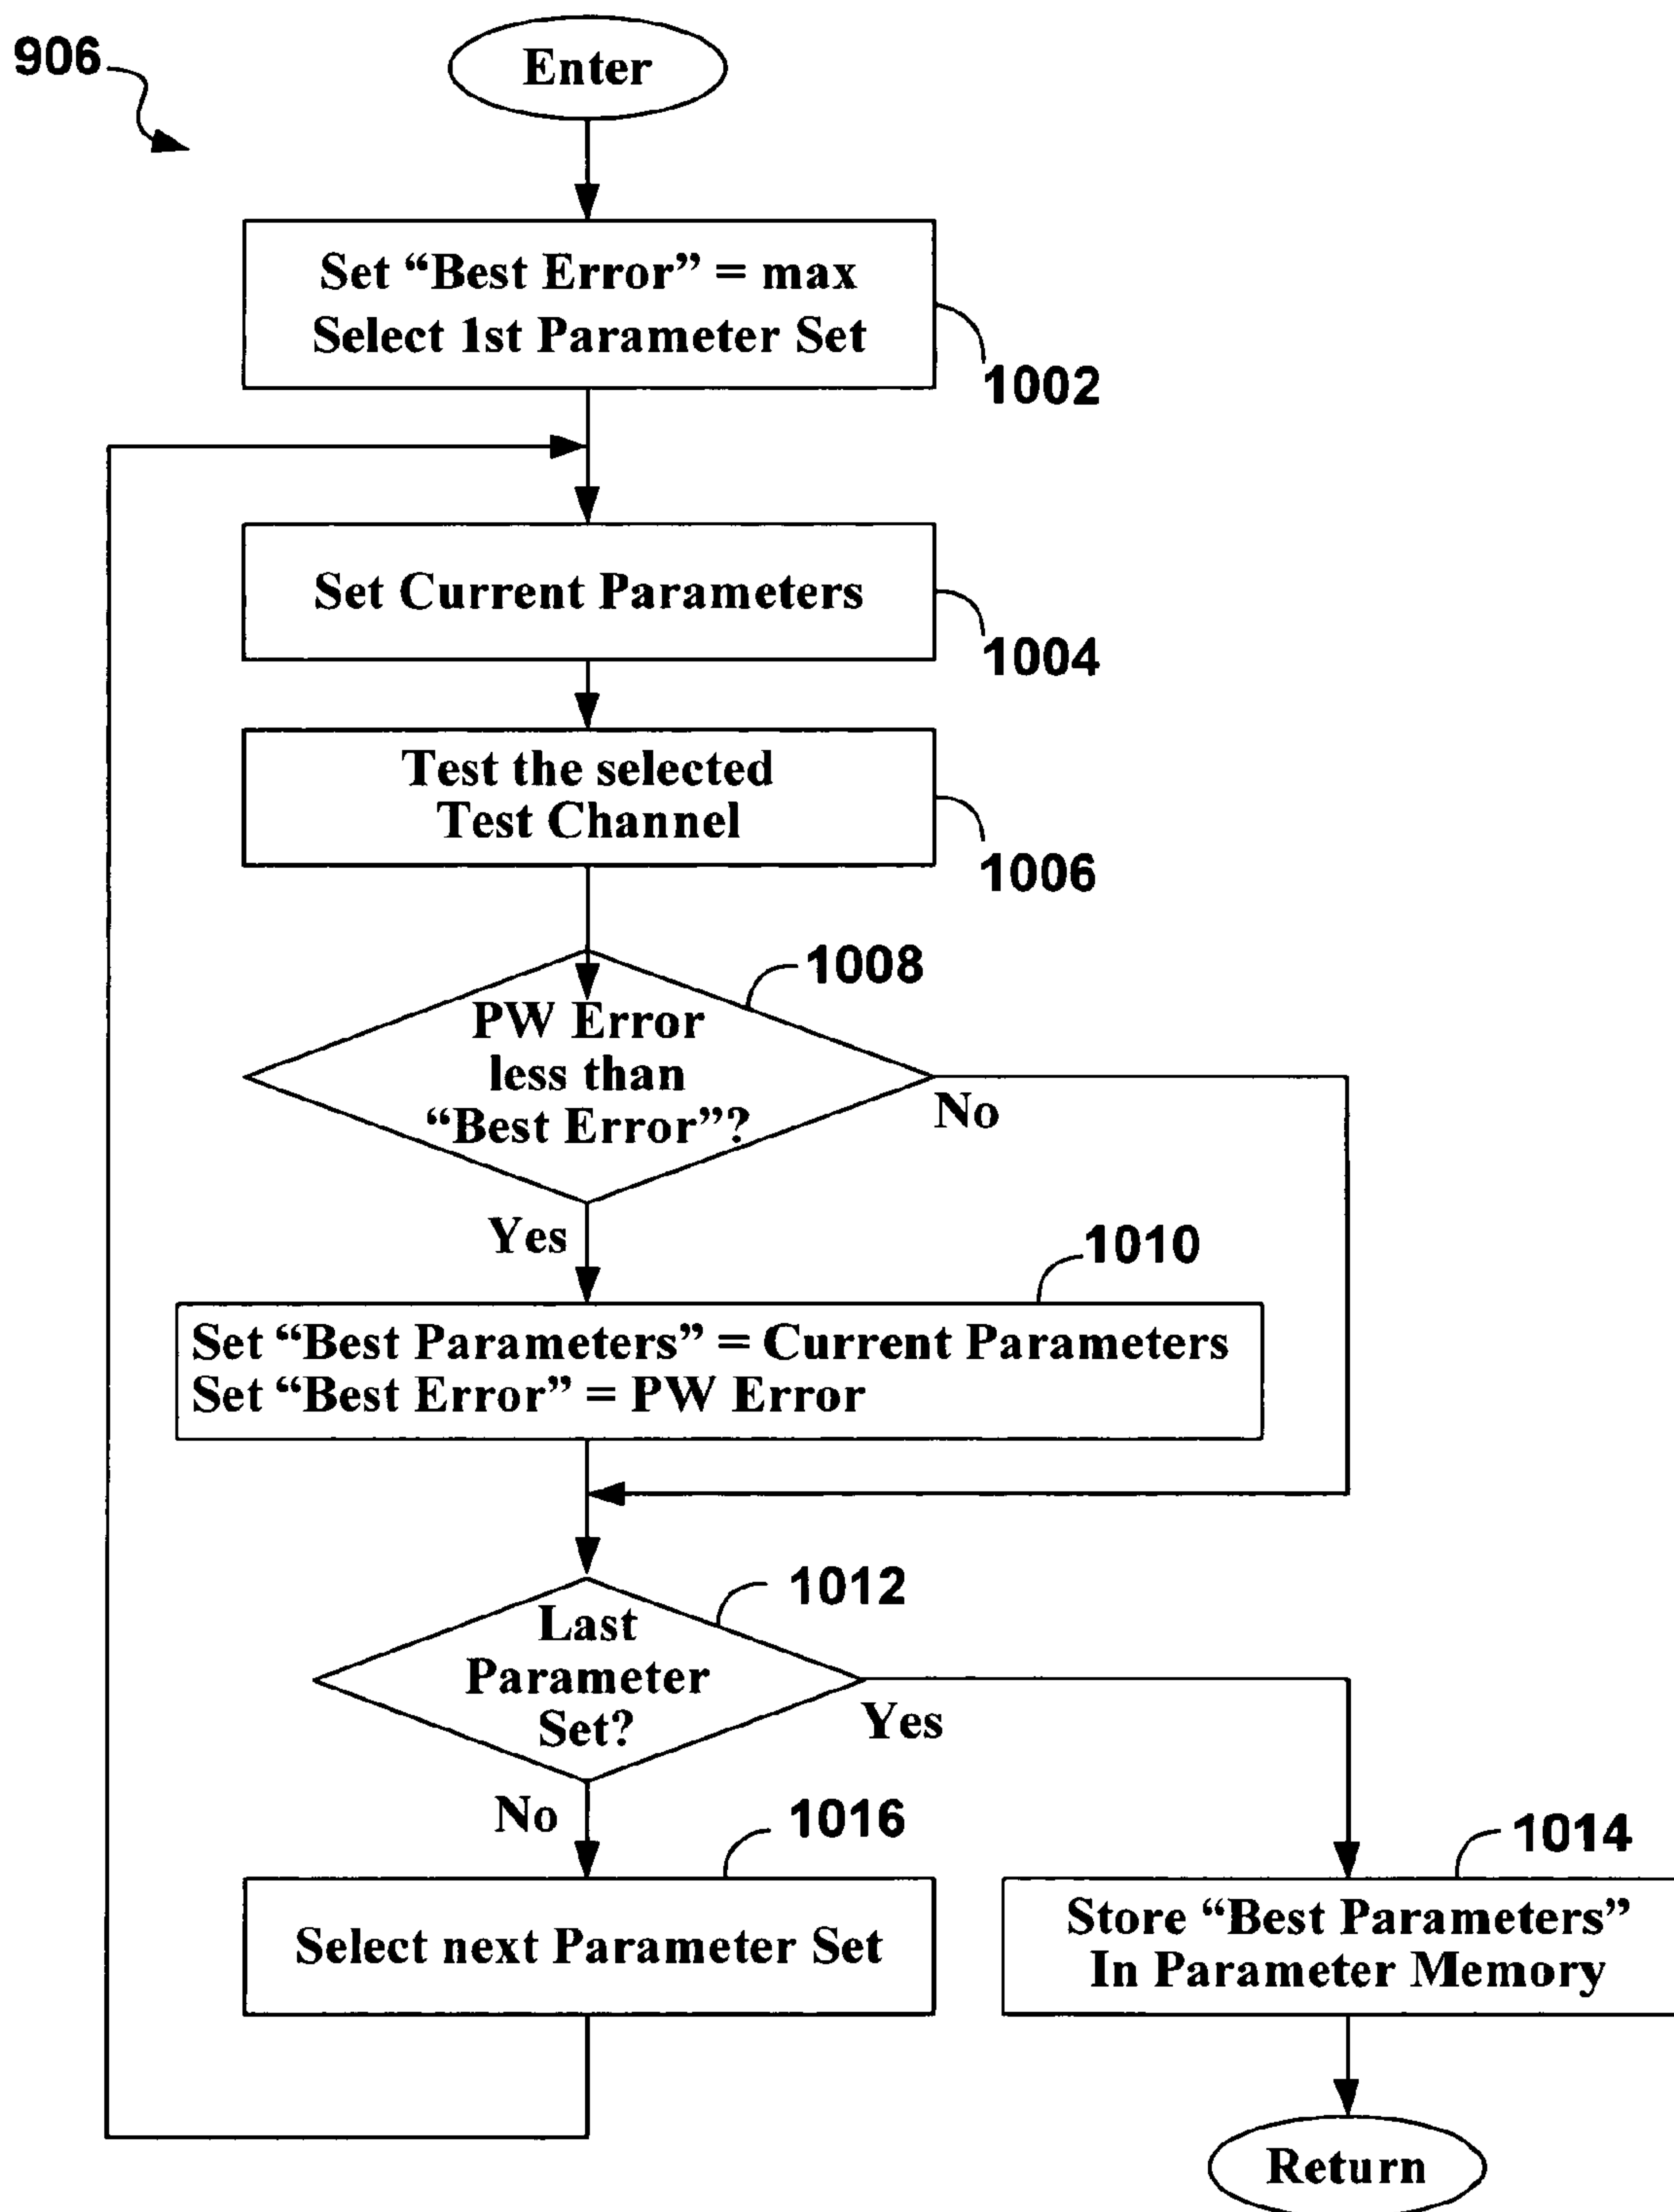 906
Enter
Set “Best Error” = max
Select 1st Parameter Set
1002
Set Current Parameters
1004
Test the selected
Test Channel
1006
1008
PW Error
less than
“Best Error”?
No
Yes
1010
Set “Best Parameters” = Current Parameters
Set “Best Error” = PW Error
1012
Last
Parameter
Set?
Yes
No
1016
1014
Select next Parameter Set
Store “Best Parameters”
In Parameter Memory
Return